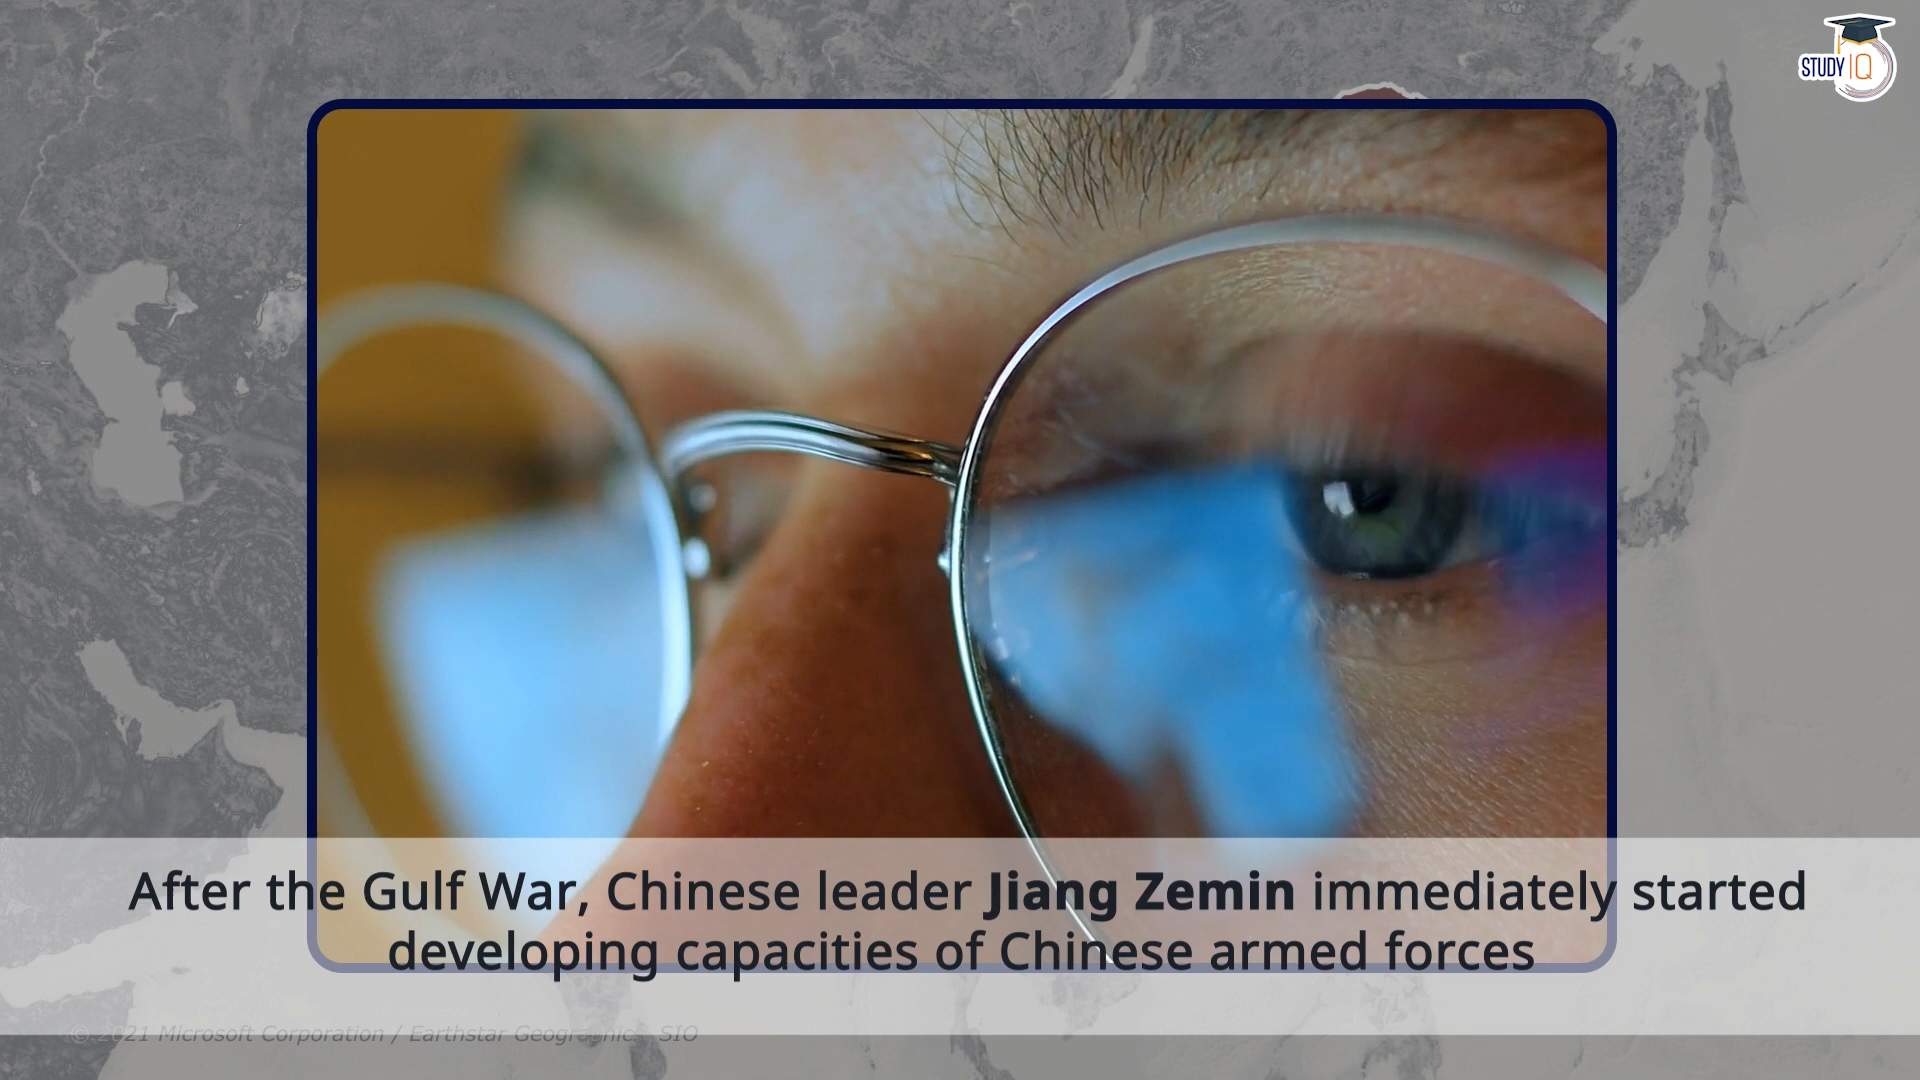 STUDY IQ
After the Gulf War, Chinese leader Jiang Zemin immediately started
developing capacities of Chinese armed forces
© 2021 Microsoft Corporation / Earthstar Geographics SIO